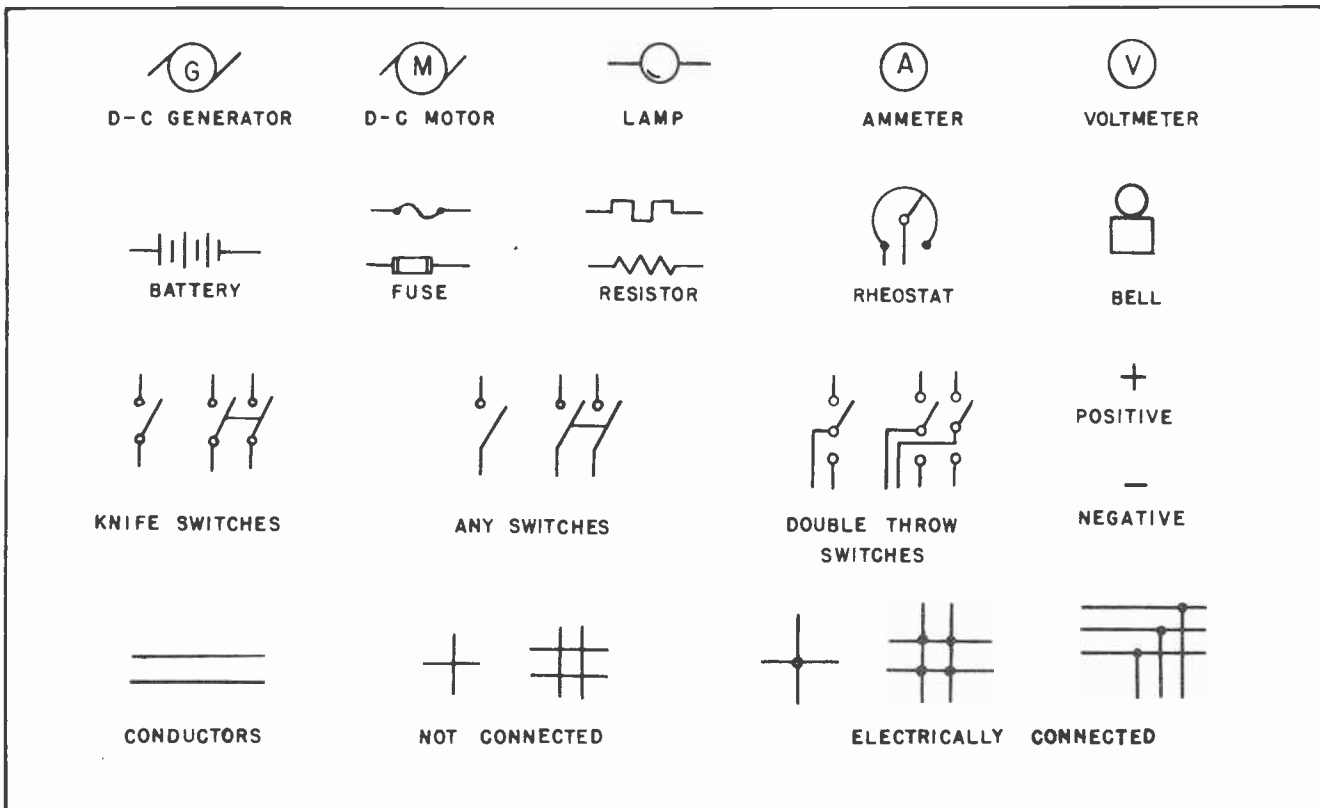 G
M
A
V
D-C GENERATOR
D-C MOTOR
LAMP
AMMETER
VOLTMETER
BATTERY
FUSE
RESISTOR
RHEOSTAT
BELL
+
POSITIVE
−
NEGATIVE
KNIFE SWITCHES
ANY SWITCHES
DOUBLE THROW
SWITCHES
CONDUCTORS
NOT CONNECTED
ELECTRICALLY CONNECTED